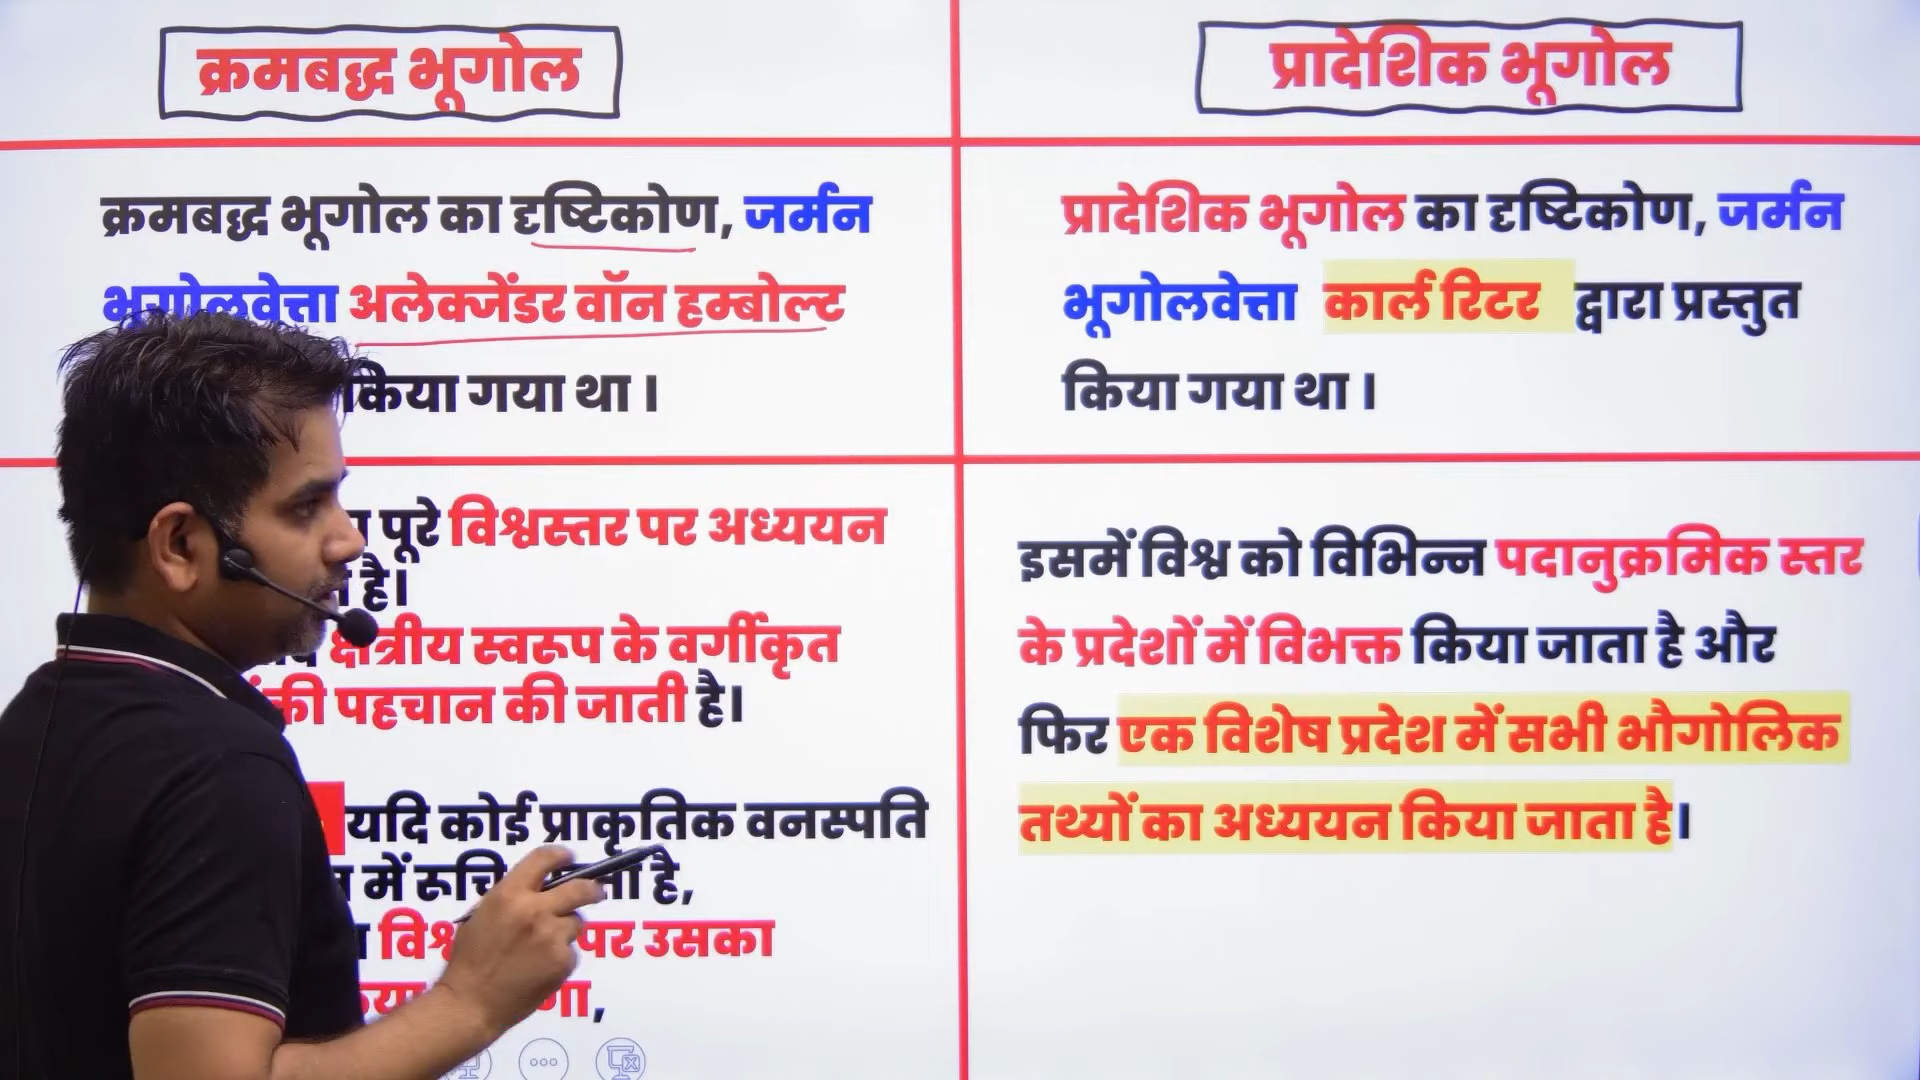 क्रमबद्ध भूगोल
क्रमबद्ध भूगोल का दृष्टिकोण, जर्मन
भूगोलवेत्ता अलेक्जेंडर वॉन हम्बोल्ट
किया गया था ।
पूरे विश्वस्तर पर अध्ययन
है।
क्षेत्रीय स्वरूप के वर्गीकृत
की पहचान की जाती है।
यदि कोई प्राकृतिक वनस्पति
में रूचि है,
पर उसका
प्रादेशिक भूगोल
प्रादेशिक भूगोल का दृष्टिकोण, जर्मन
भूगोलवेत्ता कार्ल रिटर द्वारा प्रस्तुत
किया गया था ।
इसमें विश्व को विभिन्न पदानुक्रमिक स्तर
के प्रदेशों में विभक्त किया जाता है और
फिर एक विशेष प्रदेश में सभी भौगोलिक
तथ्यों का अध्ययन किया जाता है।